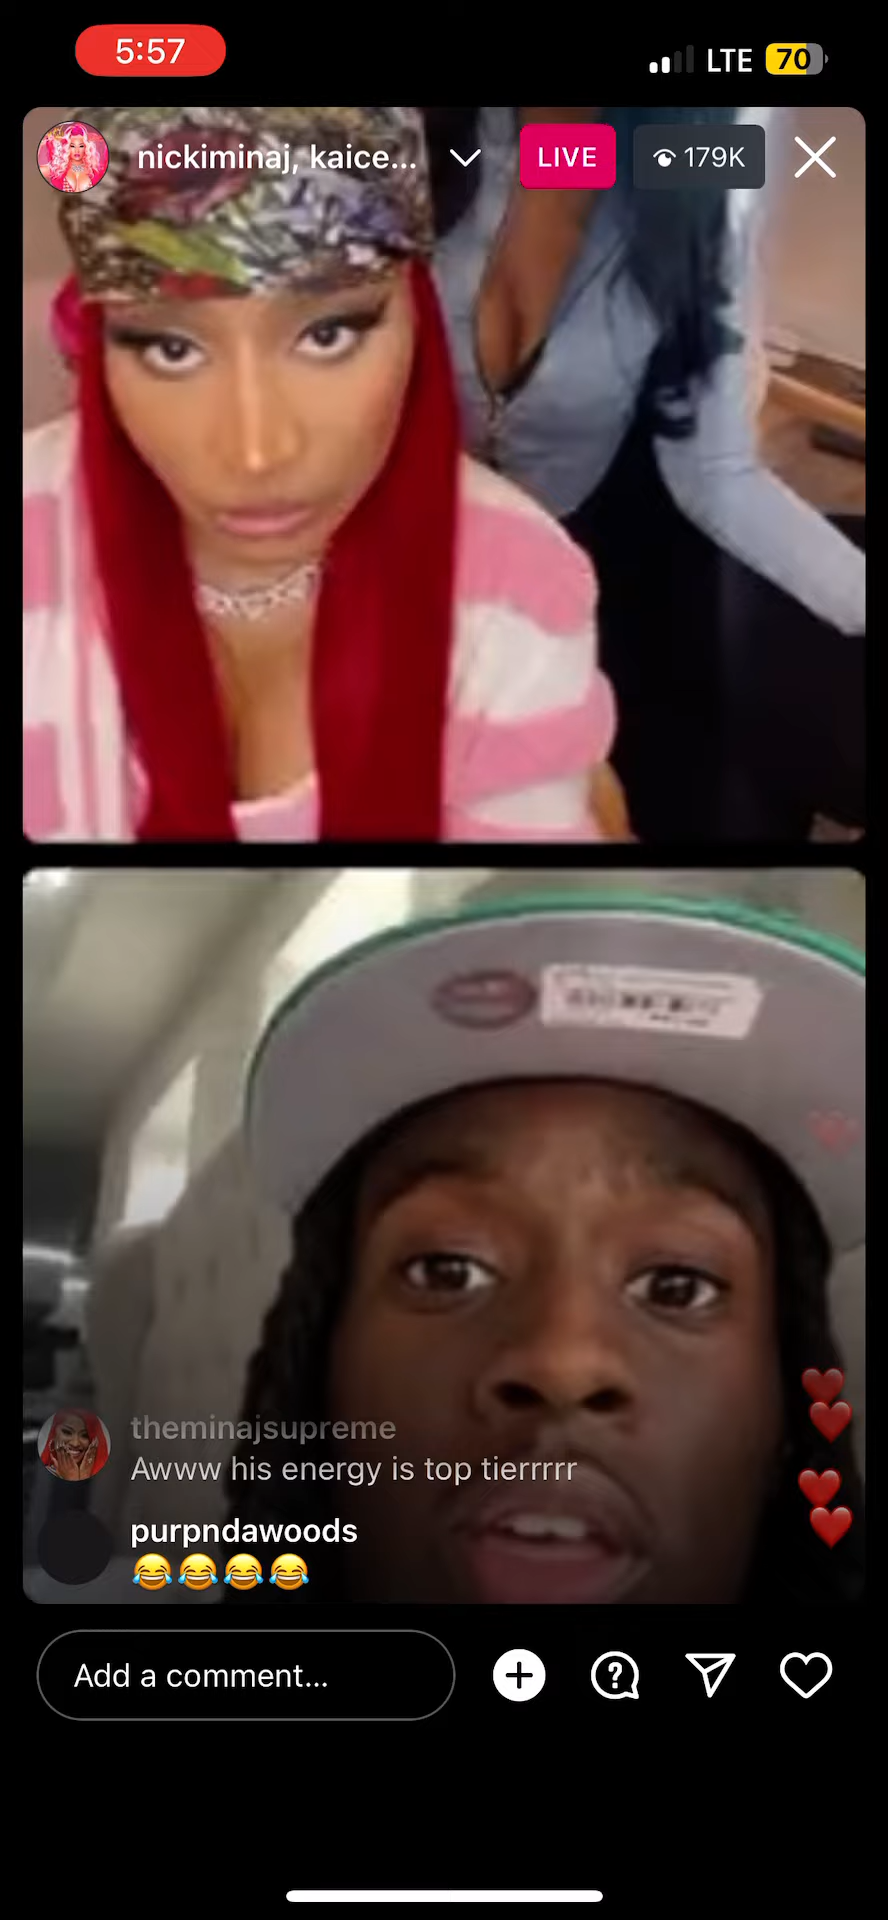 5:57
LTE 70
nickiminaj, kaice... LIVE 179K
theminajsupreme
Awww his energy is top tierrrrr
purpndawoods
😂😂😂😂
Add a comment...